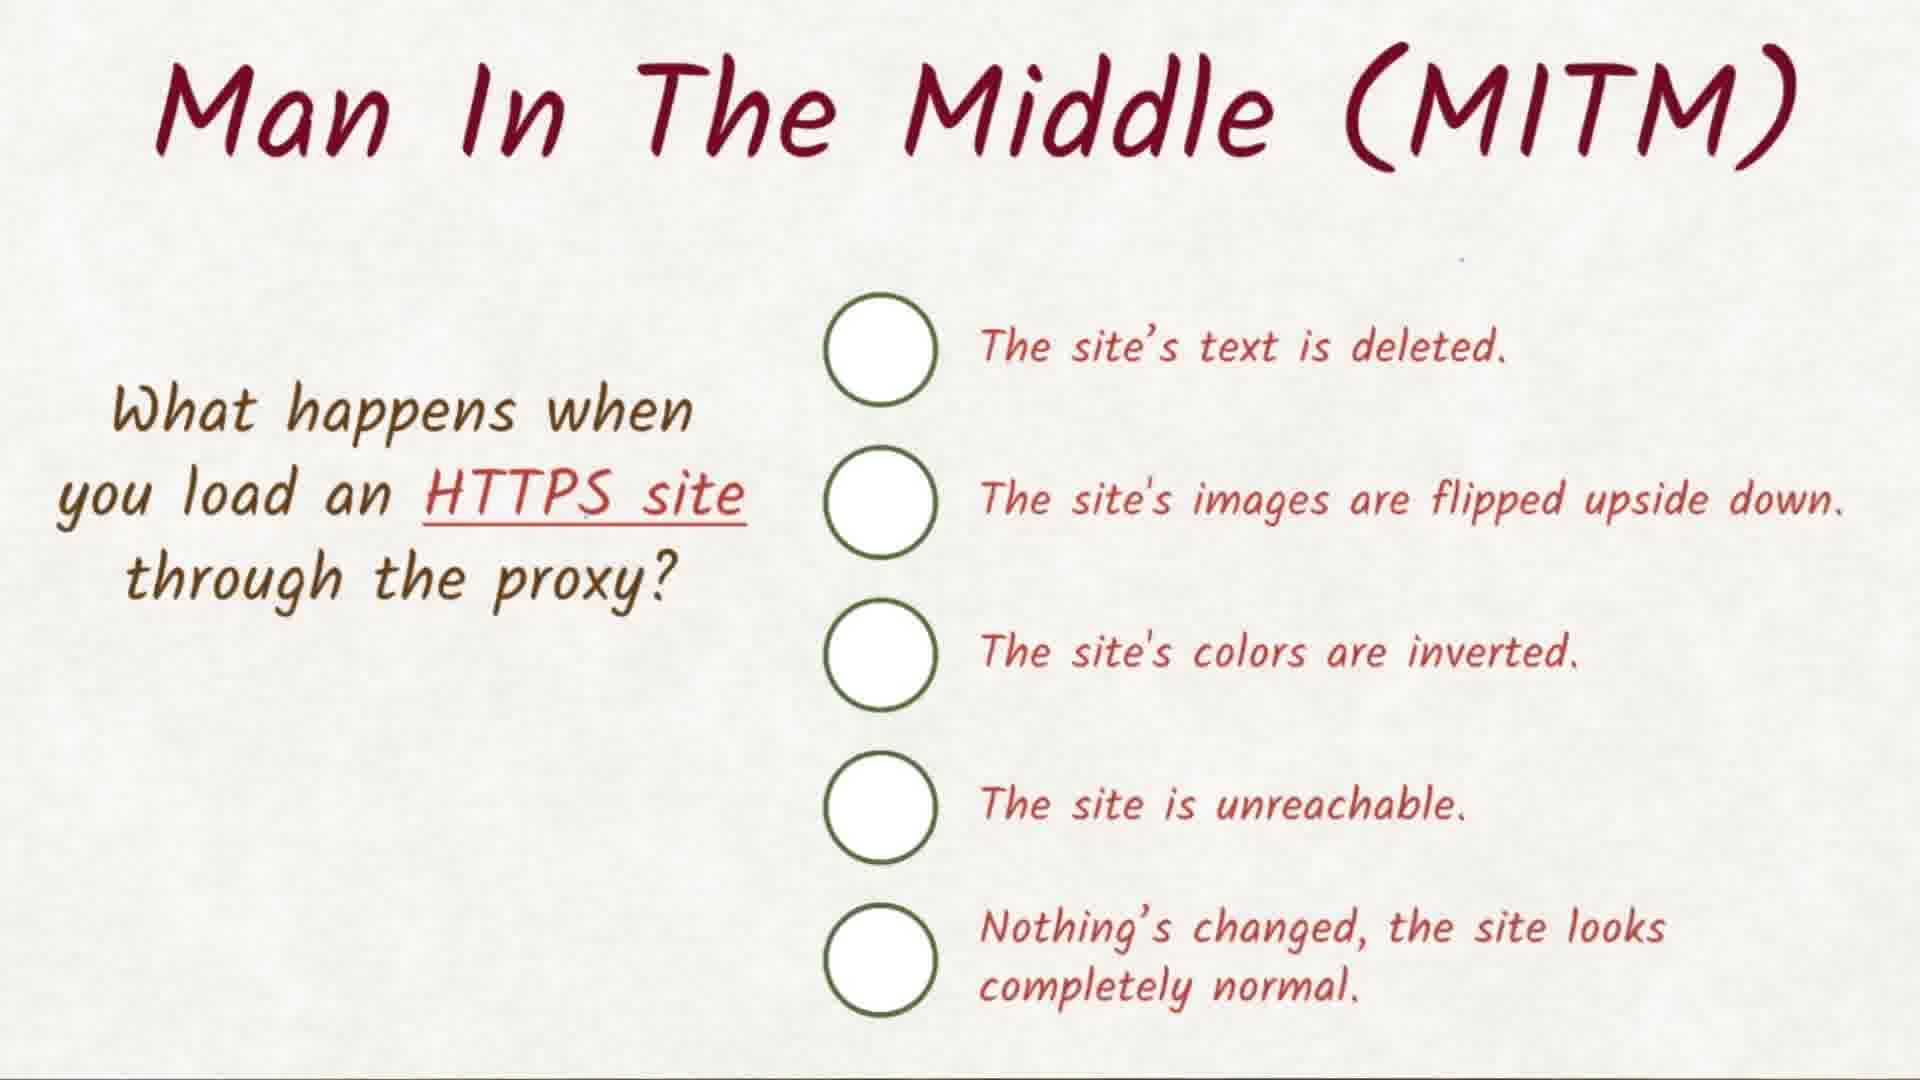 Man In The Middle (MITM)
What happens when
you load an HTTPS site
through the proxy?
The site’s text is deleted.
The site's images are flipped upside down.
The site's colors are inverted.
The site is unreachable.
Nothing’s changed, the site looks
completely normal.